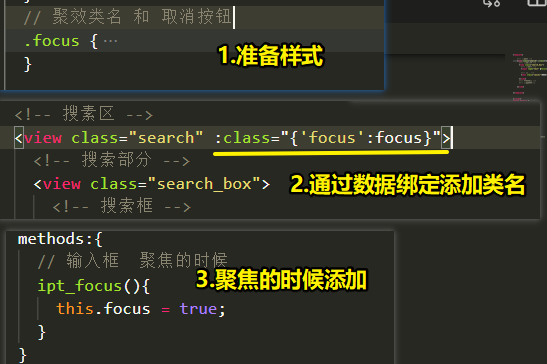 // 聚效类名 和 取消按钮
.focus {⋯
}
1.准备样式
<!-- 搜素区 -->
<view class="search" :class="{'focus':focus}">
<!-- 搜索部分 -->
<view class="search_box">
<!-- 搜索框 -->
2.通过数据绑定添加类名
methods:{
// 输入框 聚焦的时候
ipt_focus(){
this.focus = true;
}
}
3.聚焦的时候添加